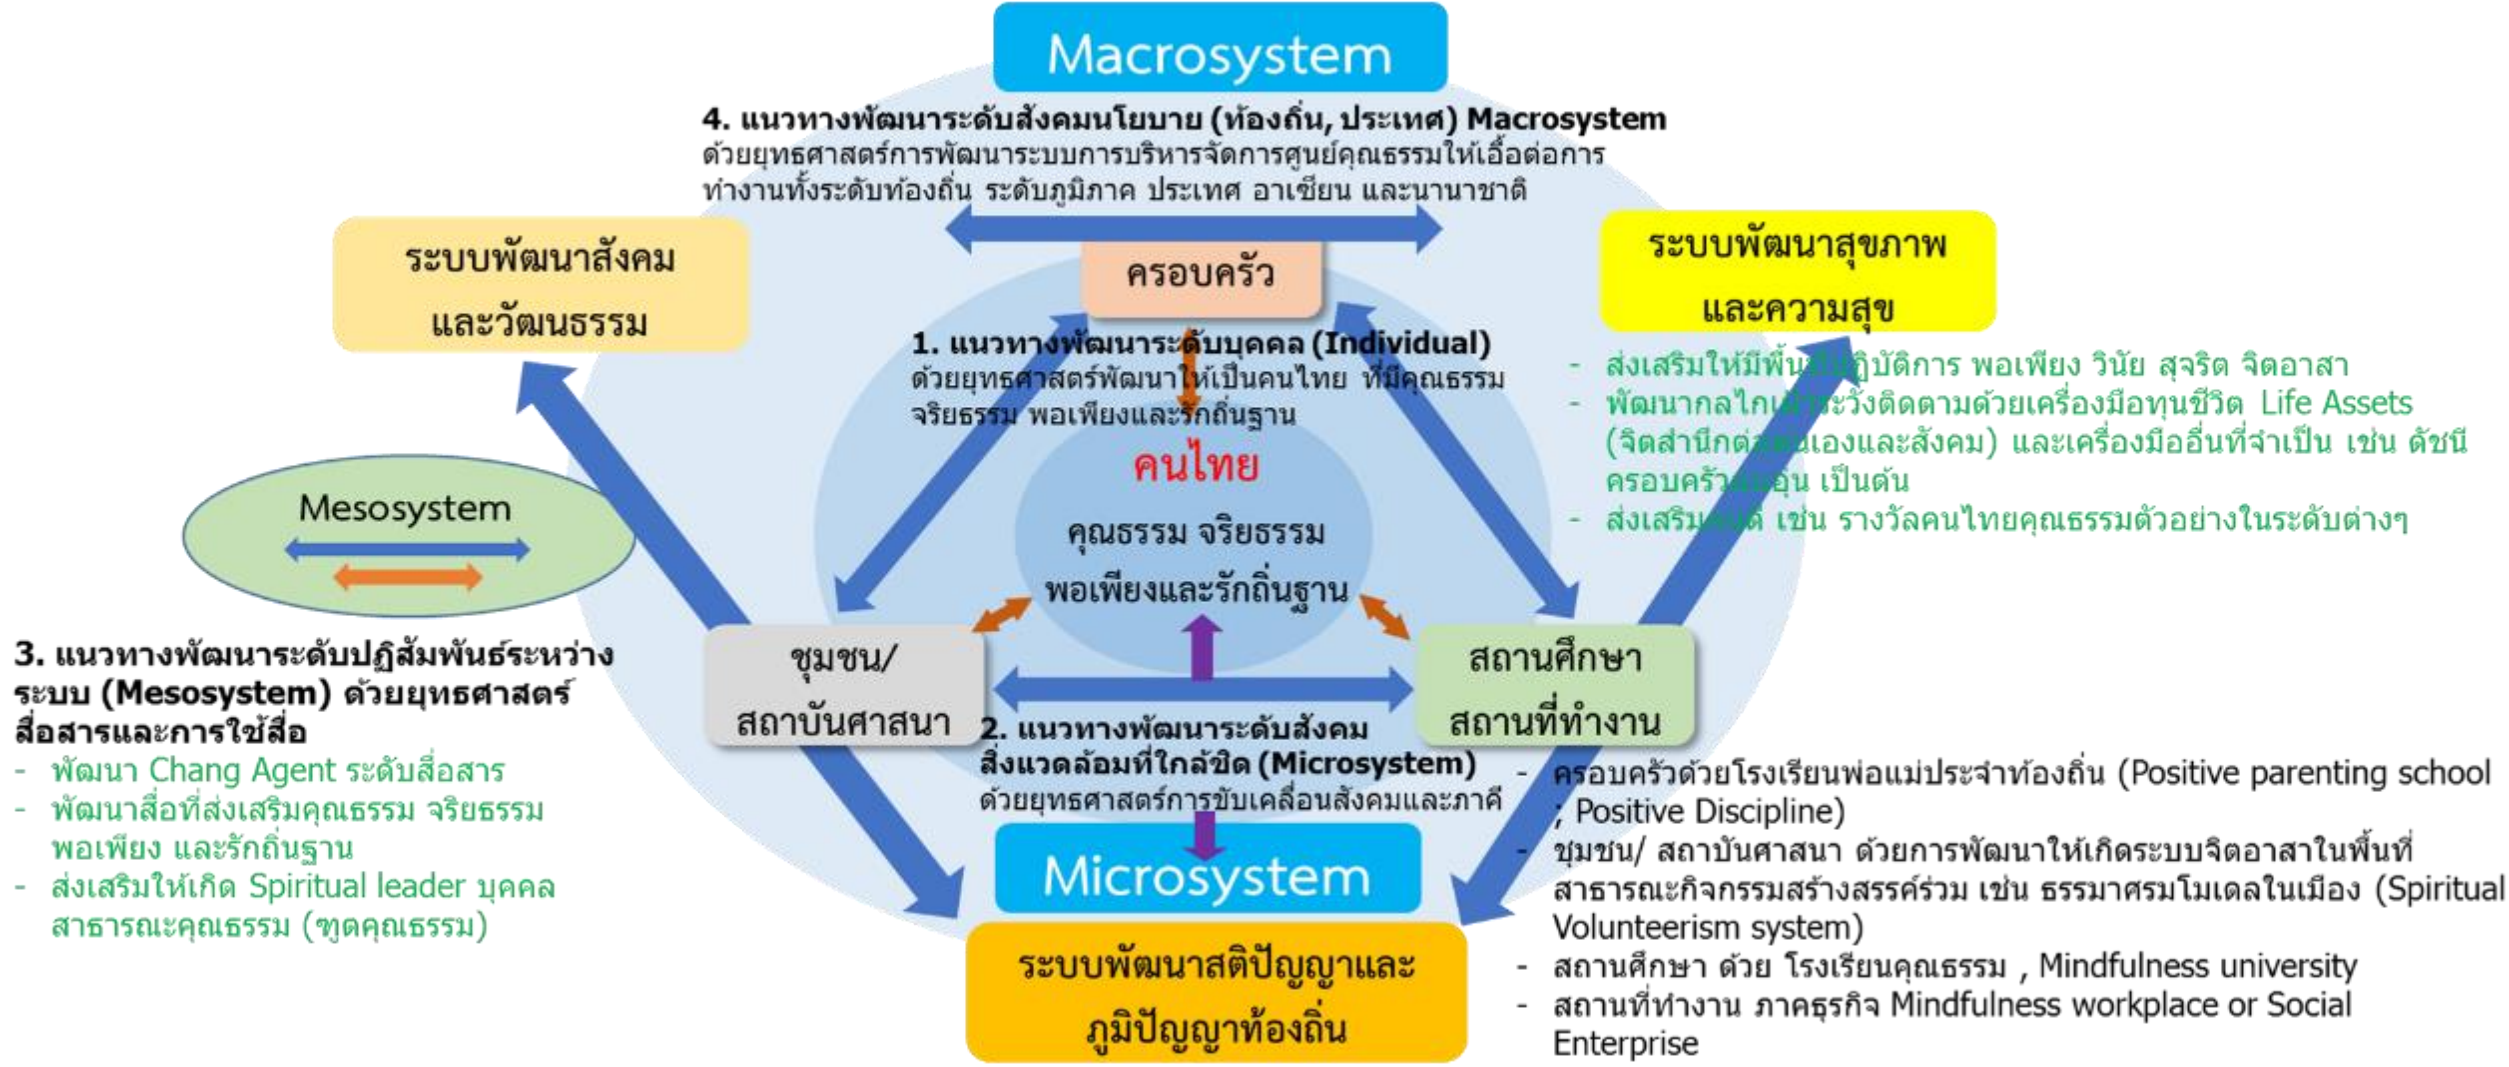 Macrosystem
4. แนวทางพัฒนาระดับสังคมนโยบาย (ท้องถิ่น, ประเทศ) Macrosystem
ด้วยยุทธศาสตร์การพัฒนาระบบการบริหารจัดการศูนย์คุณธรรมให้เอื้อต่อการ
ทำงานทั้งระดับท้องถิ่น ระดับภูมิภาค ประเทศ อาเซียน และนานาชาติ
ระบบพัฒนาสังคม
และวัฒนธรรม
ครอบครัว
ระบบพัฒนาสุขภาพ
และความสุข
1. แนวทางพัฒนาระดับบุคคล (Individual)
ด้วยยุทธศาสตร์พัฒนาให้เป็นคนไทย ที่มีคุณธรรม
จริยธรรม พอเพียงและรักถิ่นฐาน
- ส่งเสริมให้มีพื้นที่ปฏิบัติการ พอเพียง วินัย สุจริต จิตอาสา
- พัฒนากลไกเฝ้าระวังติดตามด้วยเครื่องมือทุนชีวิต Life Assets
(จิตสำนึกต่อตนเองและสังคม) และเครื่องมืออื่นที่จำเป็น เช่น ดัชนี
ครอบครัวอบอุ่น เป็นต้น
- ส่งเสริมคนดี เช่น รางวัลคนไทยคุณธรรมตัวอย่างในระดับต่างๆ
คนไทย
คุณธรรม จริยธรรม
พอเพียงและรักถิ่นฐาน
Mesosystem
3. แนวทางพัฒนาระดับปฏิสัมพันธ์ระหว่าง
ระบบ (Mesosystem) ด้วยยุทธศาสตร์
สื่อสารและการใช้สื่อ
- พัฒนา Chang Agent ระดับสื่อสาร
- พัฒนาสื่อที่ส่งเสริมคุณธรรม จริยธรรม
พอเพียง และรักถิ่นฐาน
- ส่งเสริมให้เกิด Spiritual leader บุคคล
สาธารณะคุณธรรม (ฑูตคุณธรรม)
ชุมชน/
สถาบันศาสนา
สถานศึกษา
สถานที่ทำงาน
2. แนวทางพัฒนาระดับสังคม
สิ่งแวดล้อมที่ใกล้ชิด (Microsystem)
ด้วยยุทธศาสตร์การขับเคลื่อนสังคมและภาคี
Microsystem
ระบบพัฒนาสติปัญญาและ
ภูมิปัญญาท้องถิ่น
- ครอบครัวด้วยโรงเรียนพ่อแม่ประจำท้องถิ่น (Positive parenting school
; Positive Discipline)
- ชุมชน/ สถาบันศาสนา ด้วยการพัฒนาให้เกิดระบบจิตอาสาในพื้นที่
สาธารณะกิจกรรมสร้างสรรค์ร่วม เช่น ธรรมาศรมโมเดลในเมือง (Spiritual
Volunteerism system)
- สถานศึกษา ด้วย โรงเรียนคุณธรรม , Mindfulness university
- สถานที่ทำงาน ภาคธุรกิจ Mindfulness workplace or Social
Enterprise